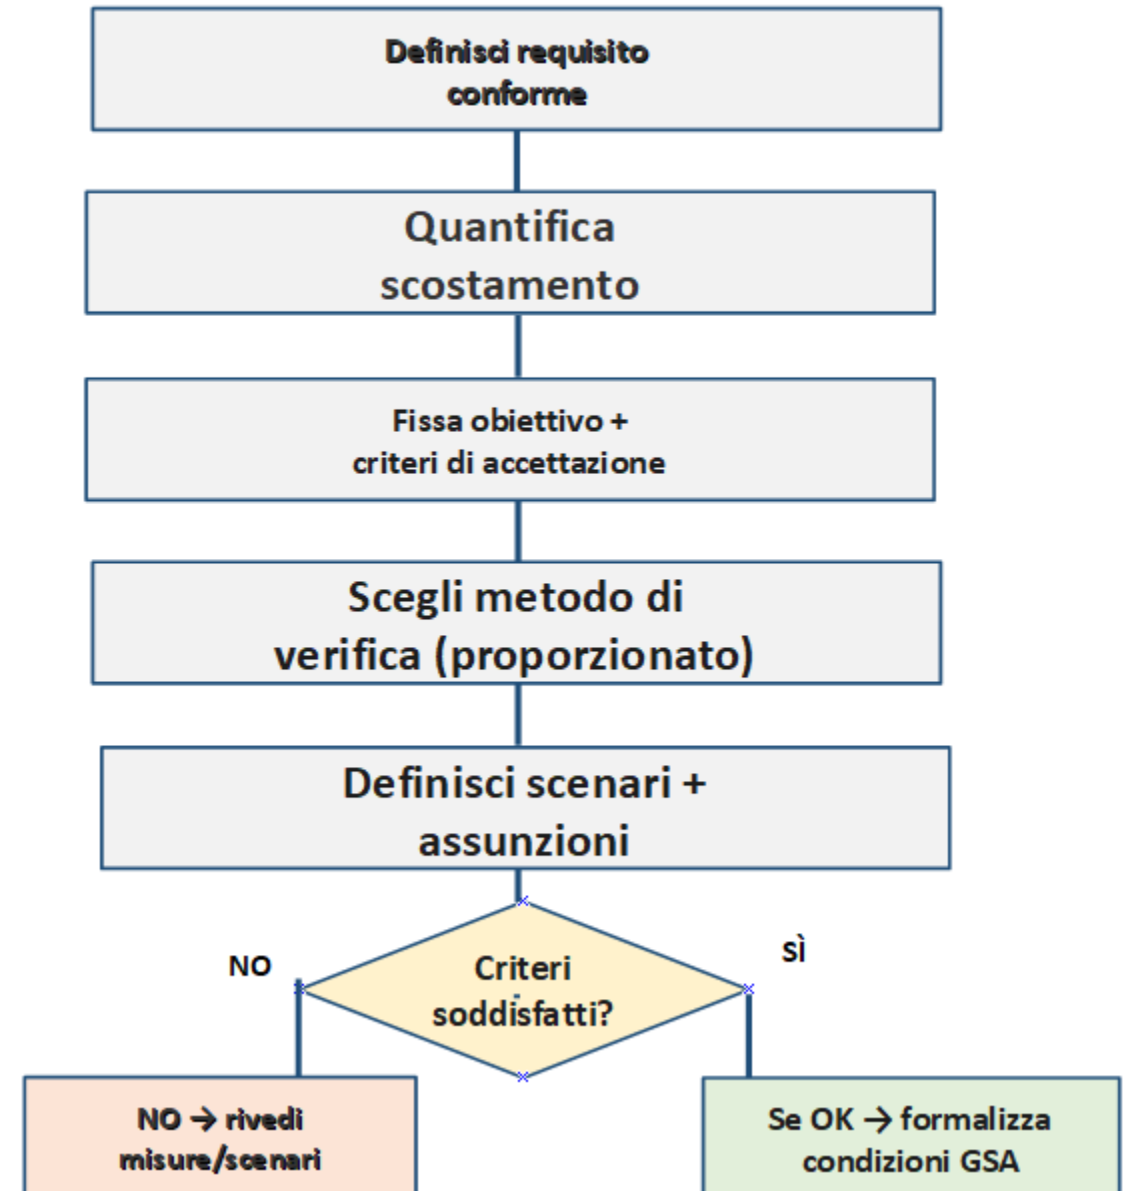 Definisci requisito
conforme
Quantifica
scostamento
Fissa obiettivo +
criteri di accettazione
Scegli metodo di
verifica (proporzionato)
Definisci scenari +
assunzioni
NO
SÌ
Criteri
soddisfatti?
NO → rivedi
misure/scenari
Se OK → formalizza
condizioni GSA